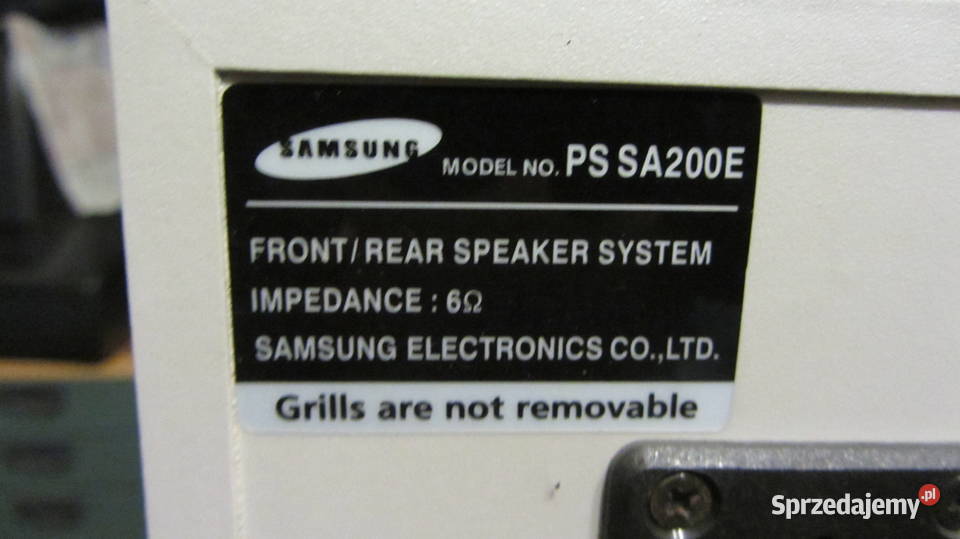 SAMSUNG MODEL NO. PS SA200E
FRONT/REAR SPEAKER SYSTEM
IMPEDANCE : 6Ω
SAMSUNG ELECTRONICS CO.,LTD.
Grills are not removable
Sprzedajemy.pl